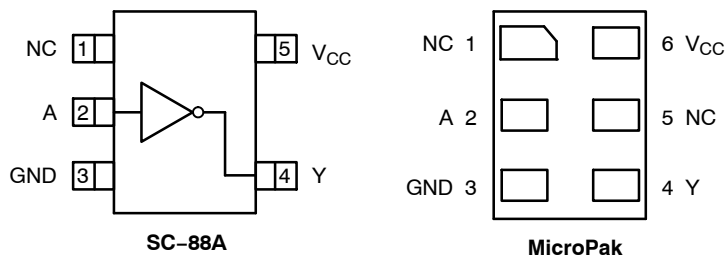 NC 1 5 VCC
A 2
GND 3 4 Y
SC–88A
NC 1 6 VCC
A 2 5 NC
GND 3 4 Y
MicroPak